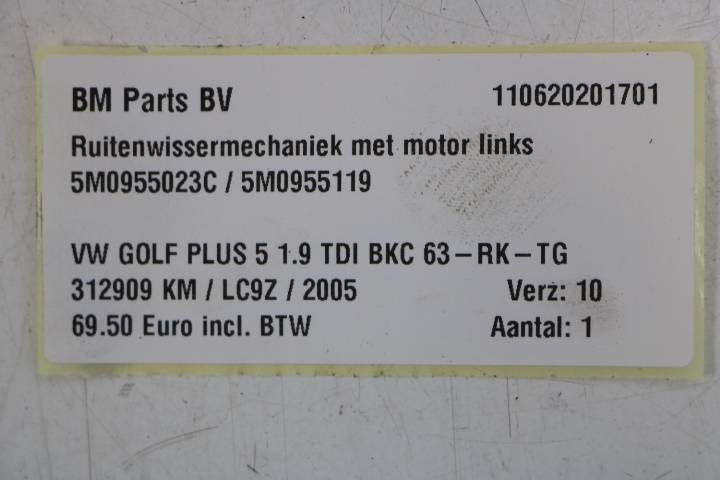 BM Parts BV 110620201701
Ruitenwissermechaniek met motor links
5M0955023C / 5M0955119
VW GOLF PLUS 5 1.9 TDI BKC 63-RK-TG
312909 KM / LC9Z / 2005 Verz: 10
69.50 Euro incl. BTW Aantal: 1